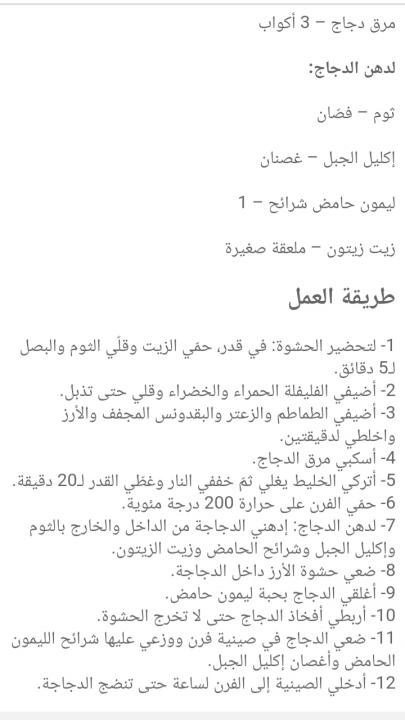 مرق دجاج – 3 أكواب
لدهن الدجاج:
ثوم – فصّان
إكليل الجبل – غصنان
ليمون حامض شرائح – 1
زيت زيتون – ملعقة صغيرة
طريقة العمل
1- لتحضير الحشوة: في قدر، حمّي الزيت وقلّي الثوم والبصل
لـ5 دقائق.
2- أضيفي الفليفلة الحمراء والخضراء وقلي حتى تذبل.
3- أضيفي الطماطم والزعتر والبقدونس المجفف والأرز
واخلطي لدقيقتين.
4- أسكبي مرق الدجاج.
5- أتركي الخليط يغلي ثمّ خففي النار وغطّي القدر لـ20 دقيقة.
6- حمّي الفرن على حرارة 200 درجة مئوية.
7- لدهن الدجاج: إدهني الدجاجة من الداخل والخارج بالثوم
وإكليل الجبل وشرائح الحامض وزيت الزيتون.
8- ضعي حشوة الأرز داخل الدجاجة.
9- أغلقي الدجاج بحبة ليمون حامض.
10- أربطي أفخاذ الدجاج حتى لا تخرج الحشوة.
11- ضعي الدجاج في صينية فرن ووزعي عليها شرائح الليمون
الحامض وأغصان إكليل الجبل.
12- أدخلي الصينية إلى الفرن لساعة حتى تنضج الدجاجة.